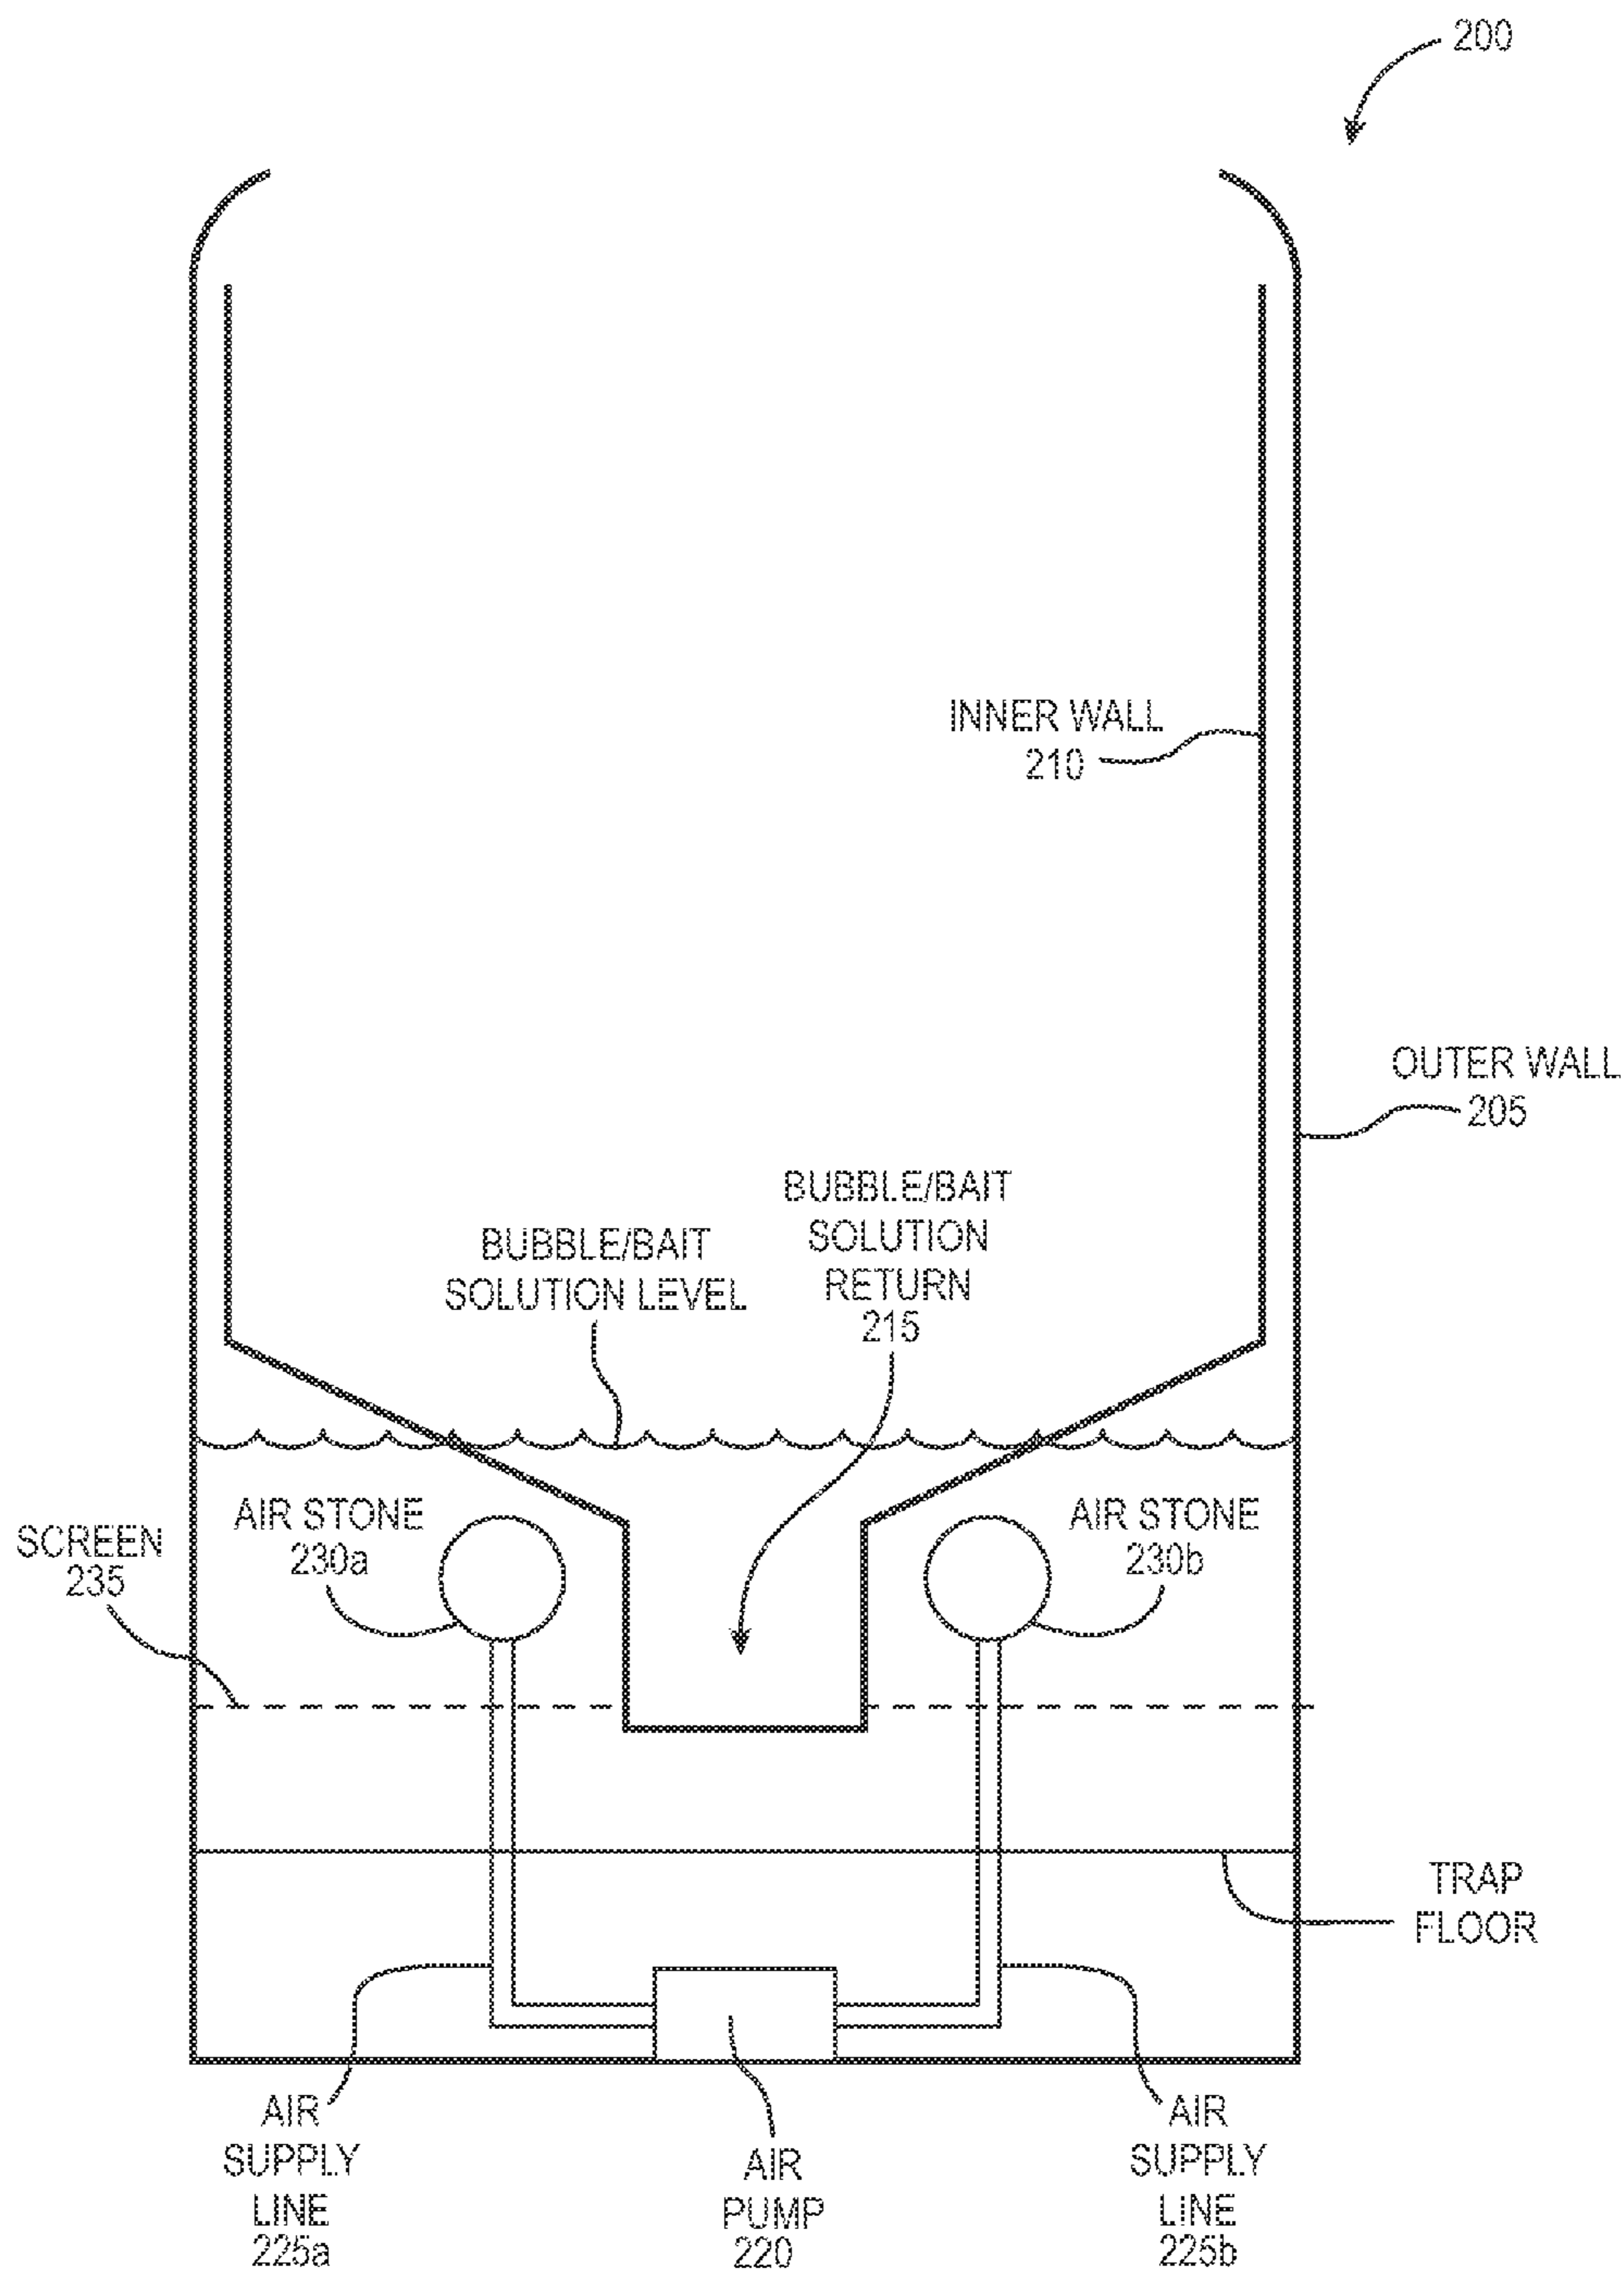 200
INNER WALL
210
OUTER WALL
205
BUBBLE/BAIT
SOLUTION
RETURN
215
BUBBLE/BAIT
SOLUTION LEVEL
SCREEN
235
AIR STONE
230a
AIR STONE
230b
TRAP
FLOOR
AIR
SUPPLY
LINE
225a
AIR
PUMP
220
AIR
SUPPLY
LINE
225b